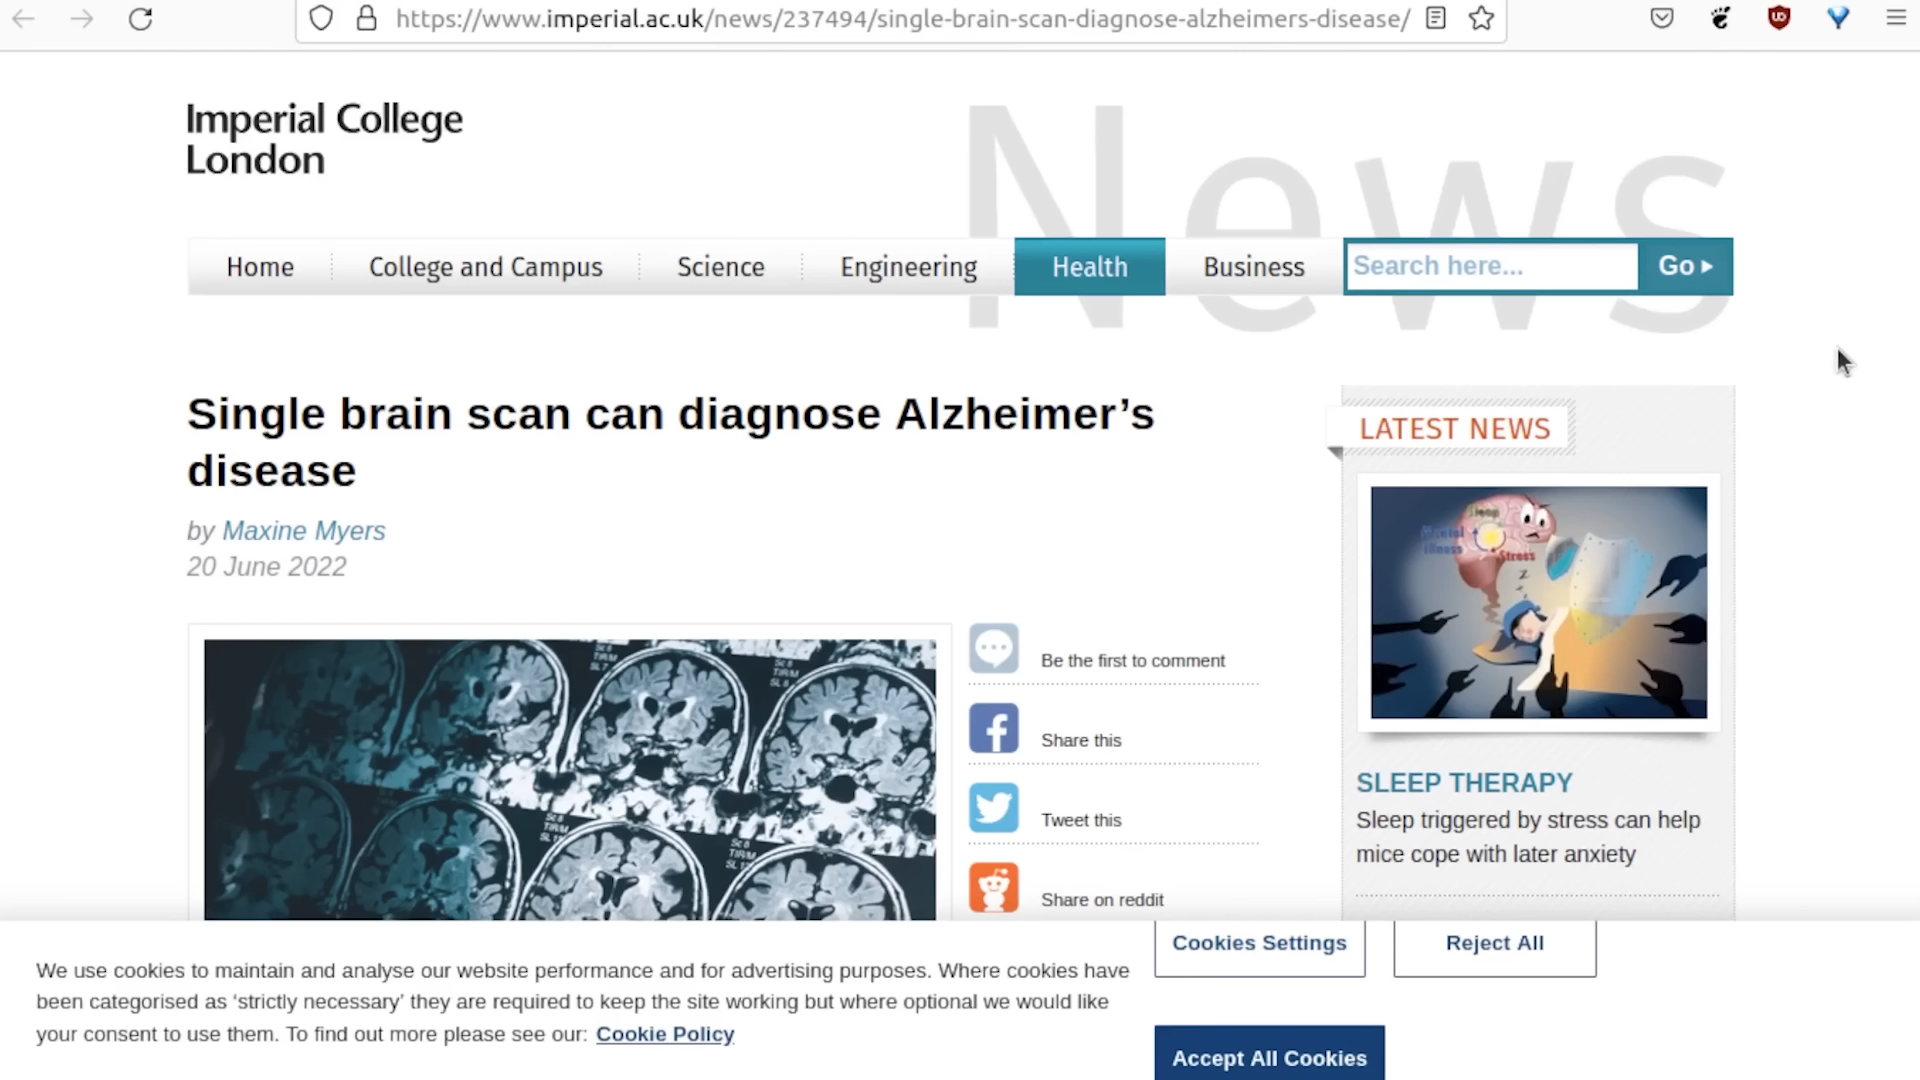 https://www.imperial.ac.uk/news/237494/single-brain-scan-diagnose-alzheimers-disease/
Imperial College
London
News
Home
College and Campus
Science
Engineering
Health
Business
Search here...
Go
Single brain scan can diagnose Alzheimer’s
disease
by Maxine Myers
20 June 2022
Be the first to comment
Share this
Tweet this
Share on reddit
LATEST NEWS
Sleep
Mental
illness
Stress
SLEEP THERAPY
Sleep triggered by stress can help
mice cope with later anxiety
We use cookies to maintain and analyse our website performance and for advertising purposes. Where cookies have
been categorised as ‘strictly necessary’ they are required to keep the site working but where optional we would like
your consent to use them. To find out more please see our: Cookie Policy
Cookies Settings
Reject All
Accept All Cookies